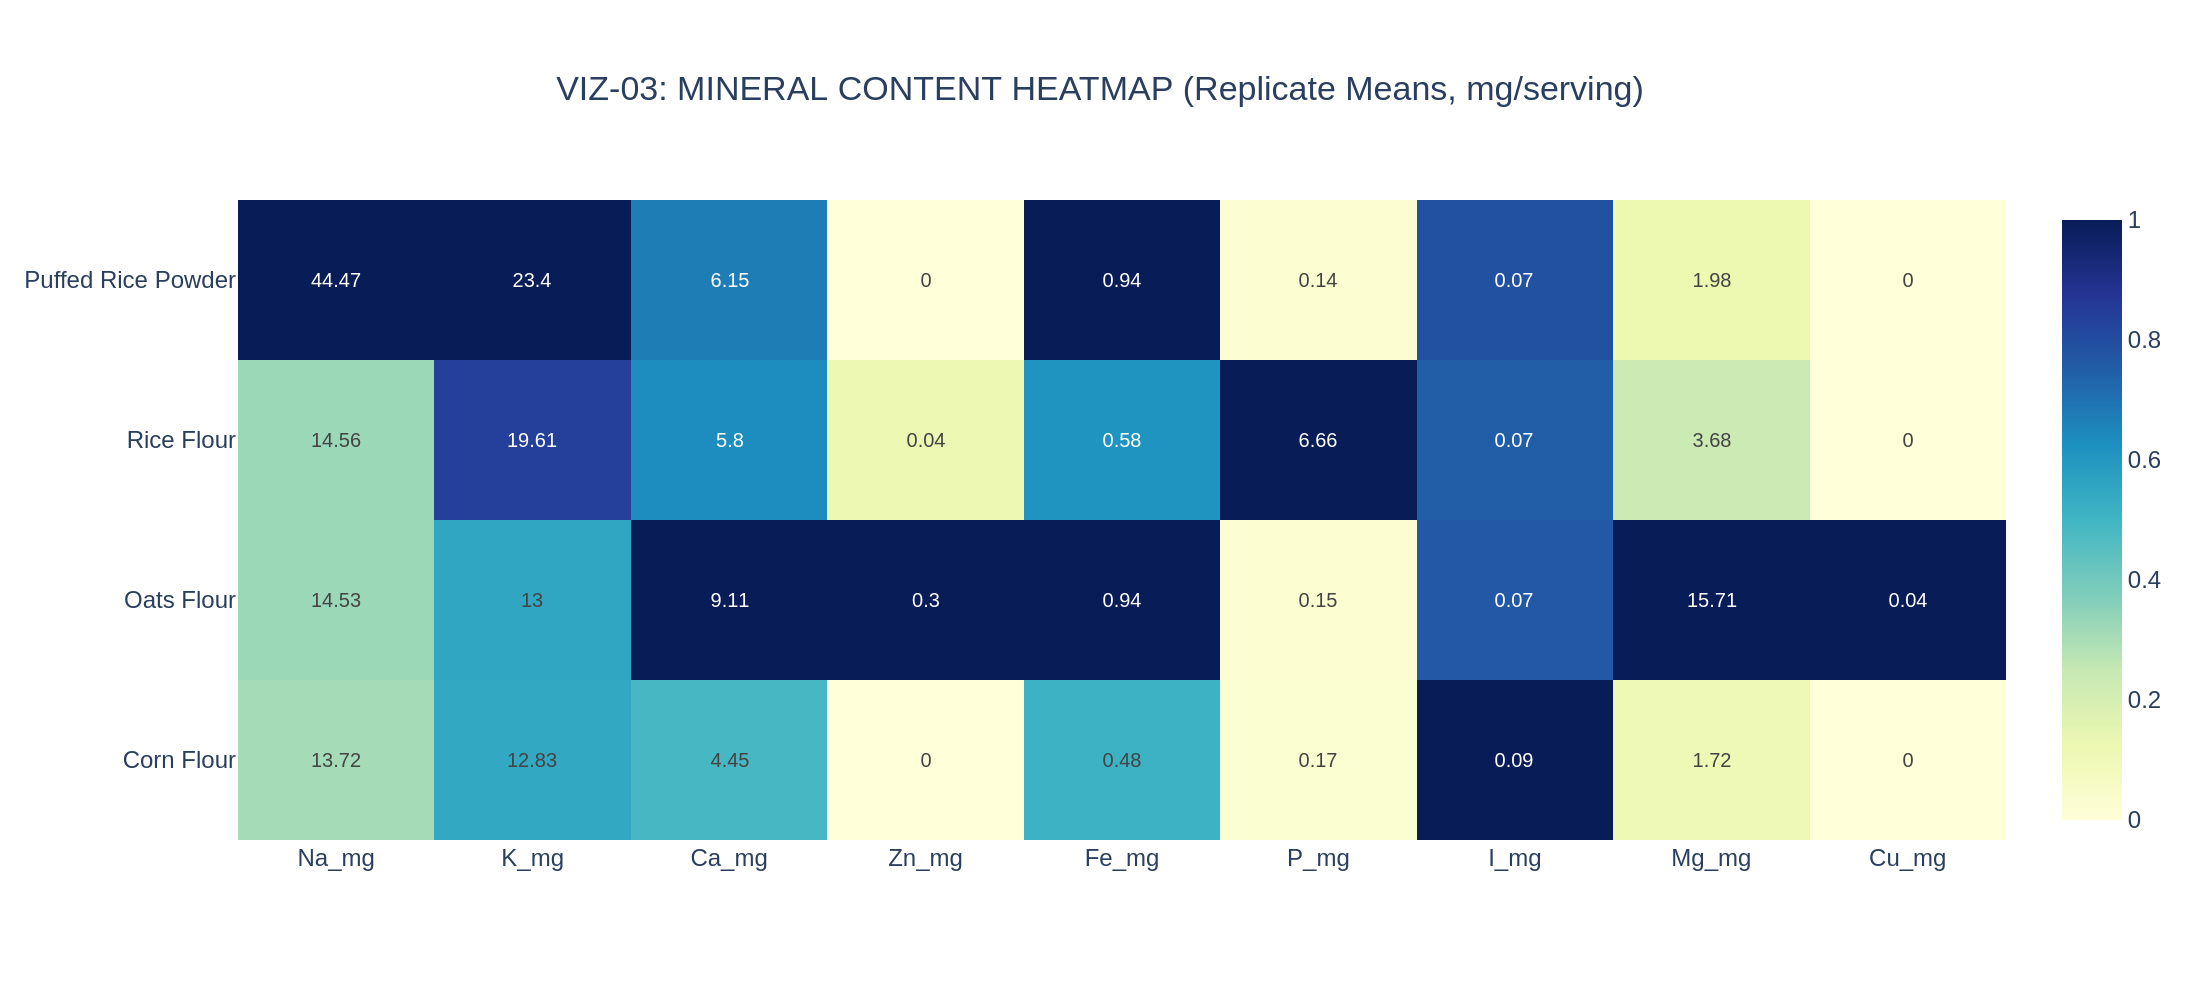 VIZ-03: MINERAL CONTENT HEATMAP (Replicate Means, mg/serving)
Puffed Rice Powder 44.47 23.4 6.15 0 0.94 0.14 0.07 1.98 0
Rice Flour 14.56 19.61 5.8 0.04 0.58 6.66 0.07 3.68 0
Oats Flour 14.53 13 9.11 0.3 0.94 0.15 0.07 15.71 0.04
Corn Flour 13.72 12.83 4.45 0 0.48 0.17 0.09 1.72 0
Na_mg K_mg Ca_mg Zn_mg Fe_mg P_mg I_mg Mg_mg Cu_mg
1
0.8
0.6
0.4
0.2
0